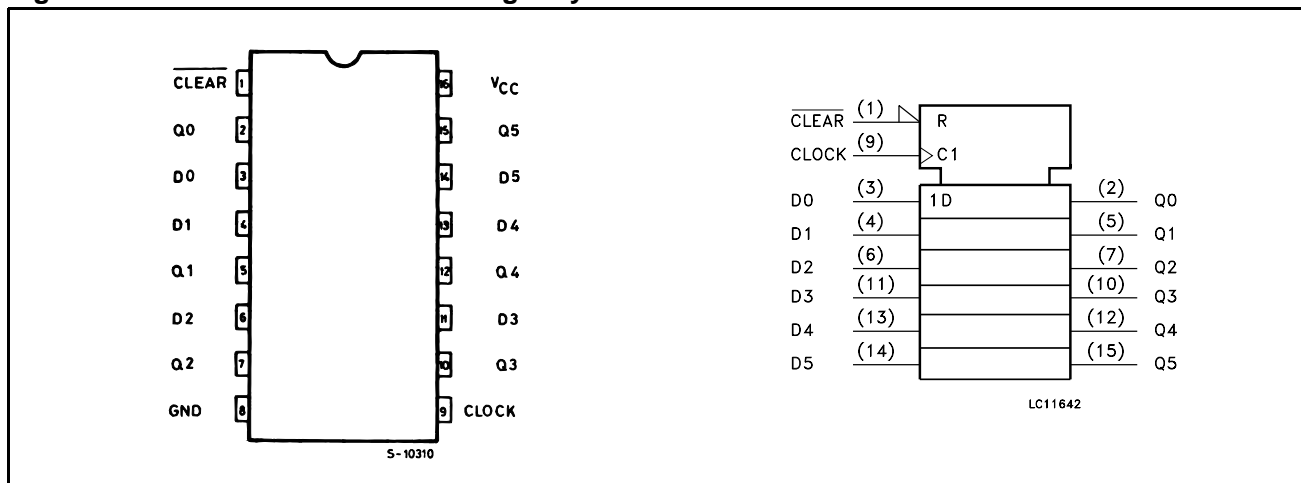 CLEAR 1 16 VCC
Q0 2 15 Q5
D0 3 14 D5
D1 4 13 D4
Q1 5 12 Q4
D2 6 11 D3
Q2 7 10 Q3
GND 8 9 CLOCK
S-10310
CLEAR (1) R
CLOCK (9) C1
D0 (3) 1D (2) Q0
D1 (4) (5) Q1
D2 (6) (7) Q2
D3 (11) (10) Q3
D4 (13) (12) Q4
D5 (14) (15) Q5
LC11642